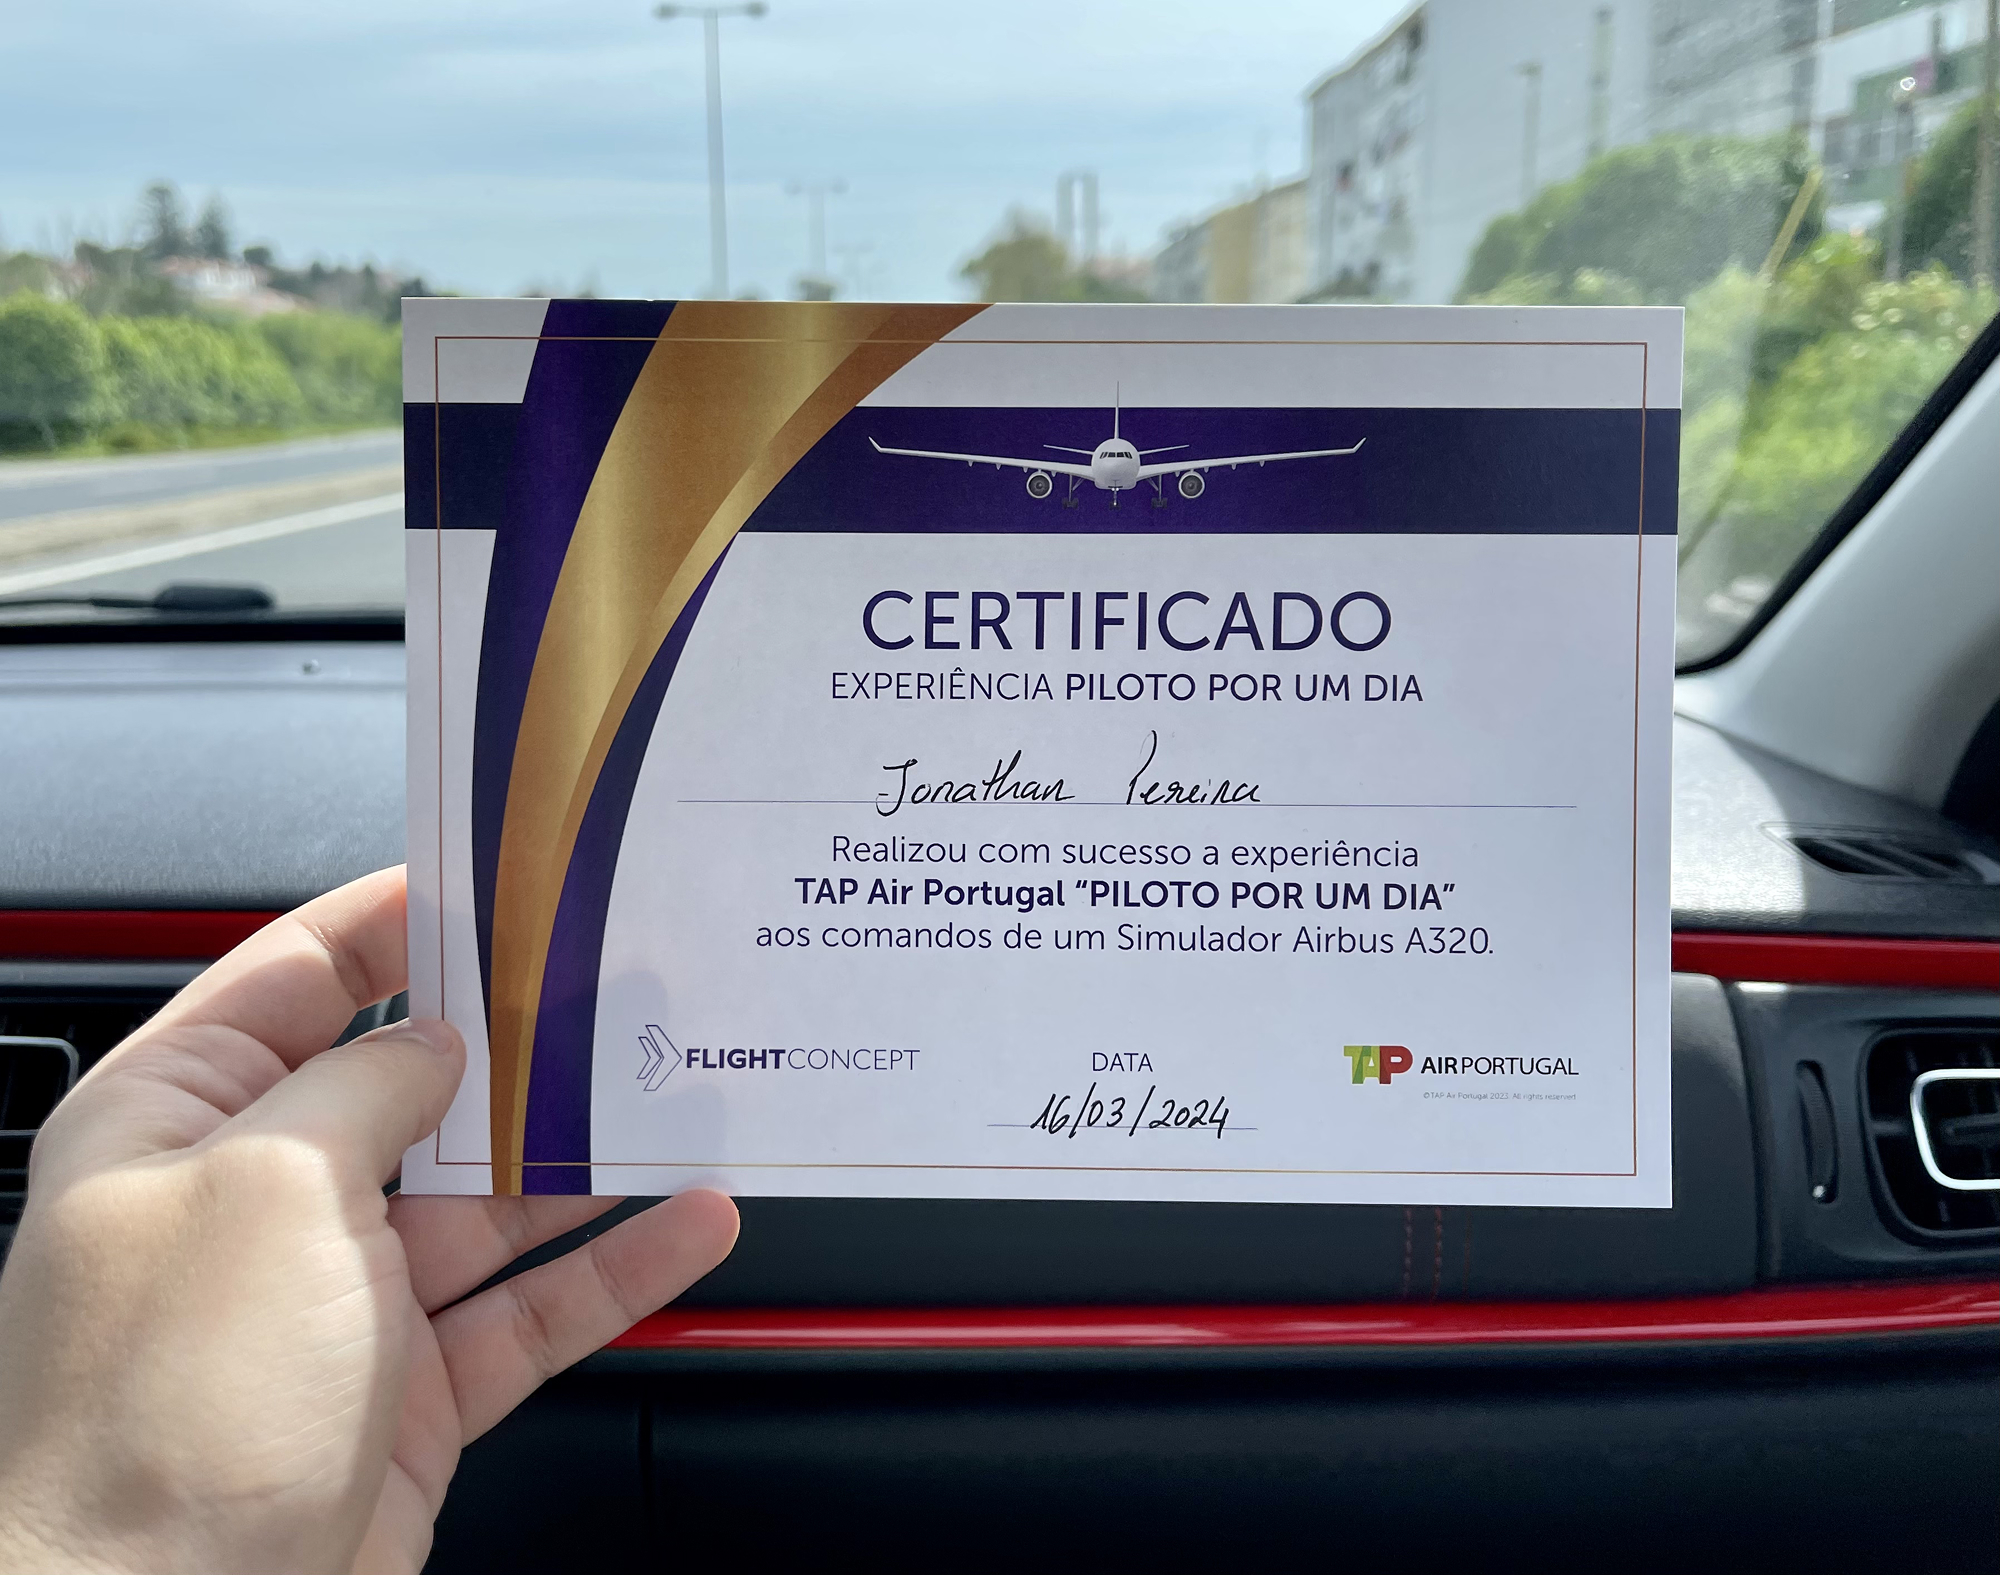 CERTIFICADO
EXPERIÊNCIA PILOTO POR UM DIA
Jonathan Pereira
Realizou com sucesso a experiência
TAP Air Portugal “PILOTO POR UM DIA”
aos comandos de um Simulador Airbus A320.
FLIGHTCONCEPT
DATA
16/03/2024
TAP AIRPORTUGAL
©TAP Air Portugal 2023. All rights reserved